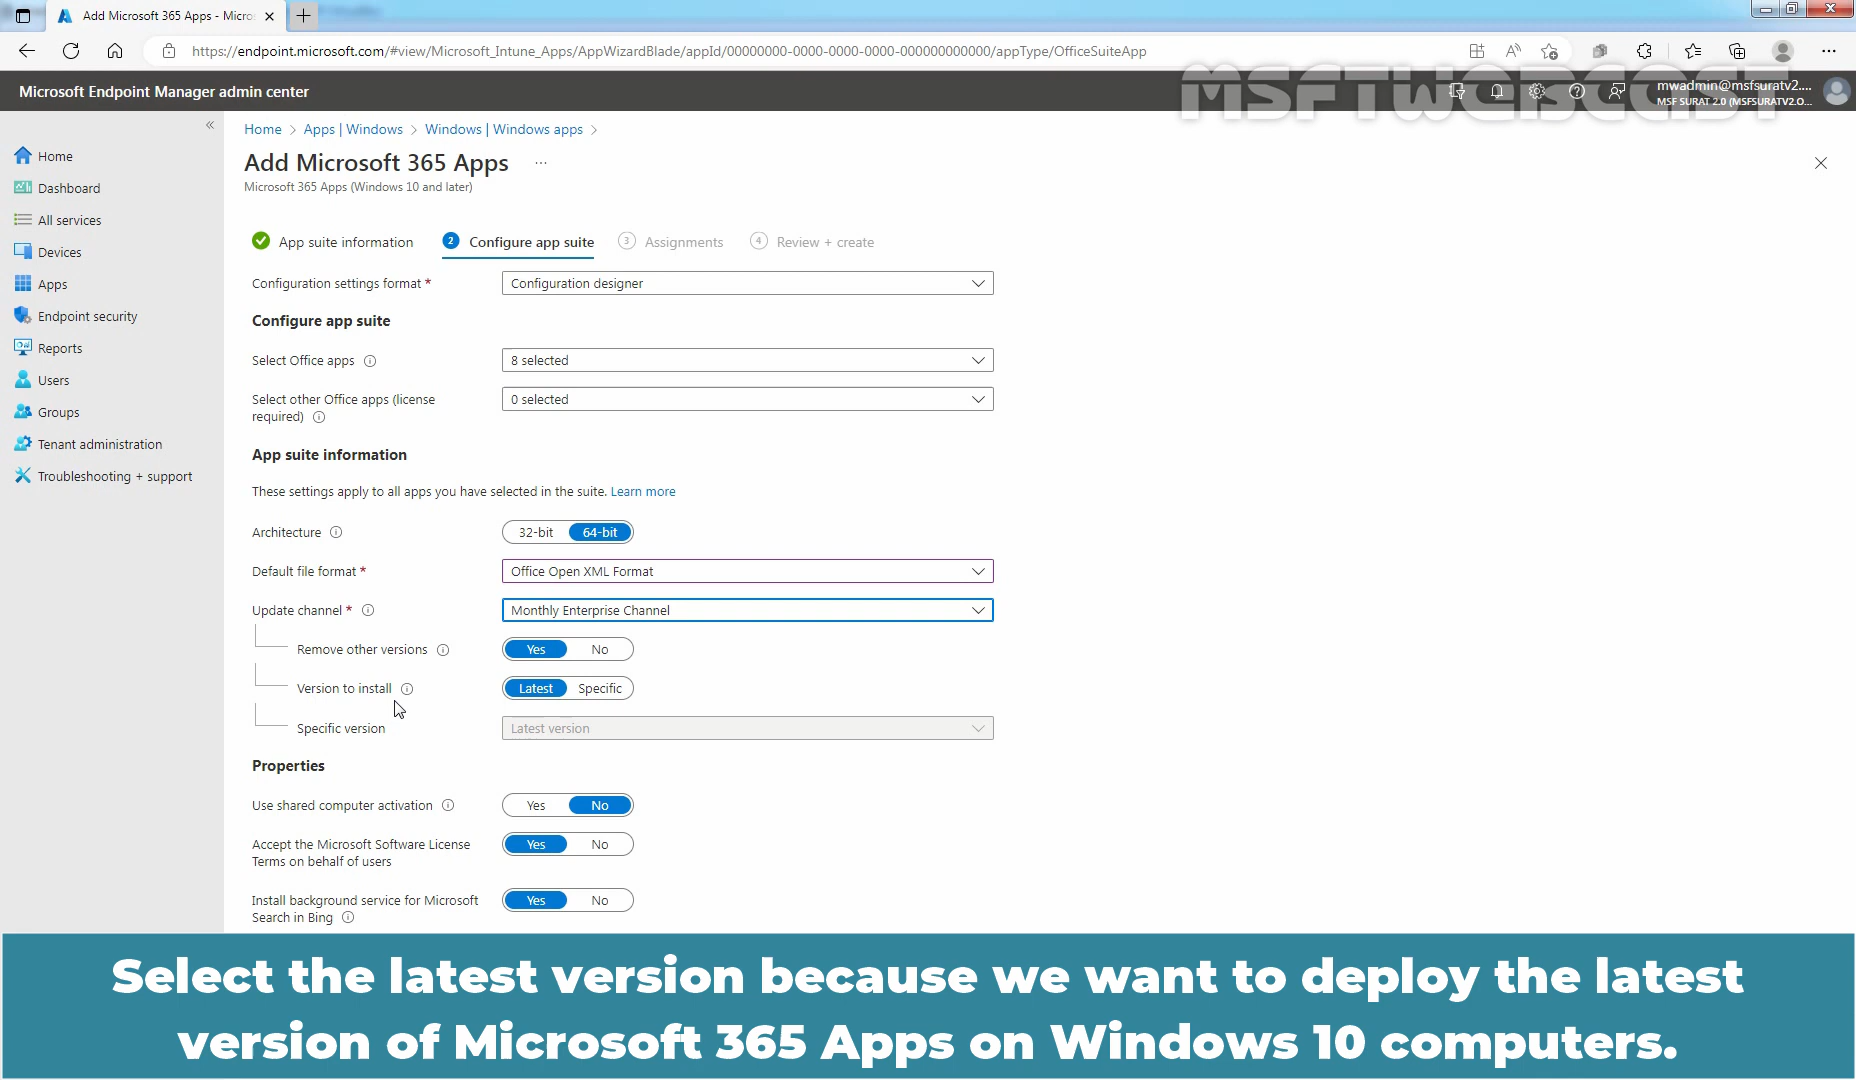 Add Microsoft 365 Apps - Micro
https://endpoint.microsoft.com/#view/Microsoft_Intune_Apps/AppWizardBlade/appId/00000000-0000-0000-0000-000000000000/appType/OfficeSuiteApp
MSFTWEBCAST
Microsoft Endpoint Manager admin center
mwadmin@msfsuratv2....
MSF SURAT 2.0 (MSFSURATV2.O...
«
Home > Apps | Windows > Windows | Windows apps >
Add Microsoft 365 Apps ...
Microsoft 365 Apps (Windows 10 and later)
Home
Dashboard
All services
Devices
Apps
Endpoint security
Reports
Users
Groups
Tenant administration
Troubleshooting + support
App suite information
2 Configure app suite
3 Assignments
4 Review + create
Configuration settings format *
Configuration designer
Configure app suite
Select Office apps
8 selected
Select other Office apps (license
required)
0 selected
App suite information
These settings apply to all apps you have selected in the suite. Learn more
Architecture
32-bit 64-bit
Default file format *
Office Open XML Format
Update channel *
Monthly Enterprise Channel
Remove other versions
Yes No
Version to install
Latest Specific
Specific version
Latest version
Properties
Use shared computer activation
Yes No
Accept the Microsoft Software License
Terms on behalf of users
Yes No
Install background service for Microsoft
Search in Bing
Yes No
Select the latest version because we want to deploy the latest
version of Microsoft 365 Apps on Windows 10 computers.